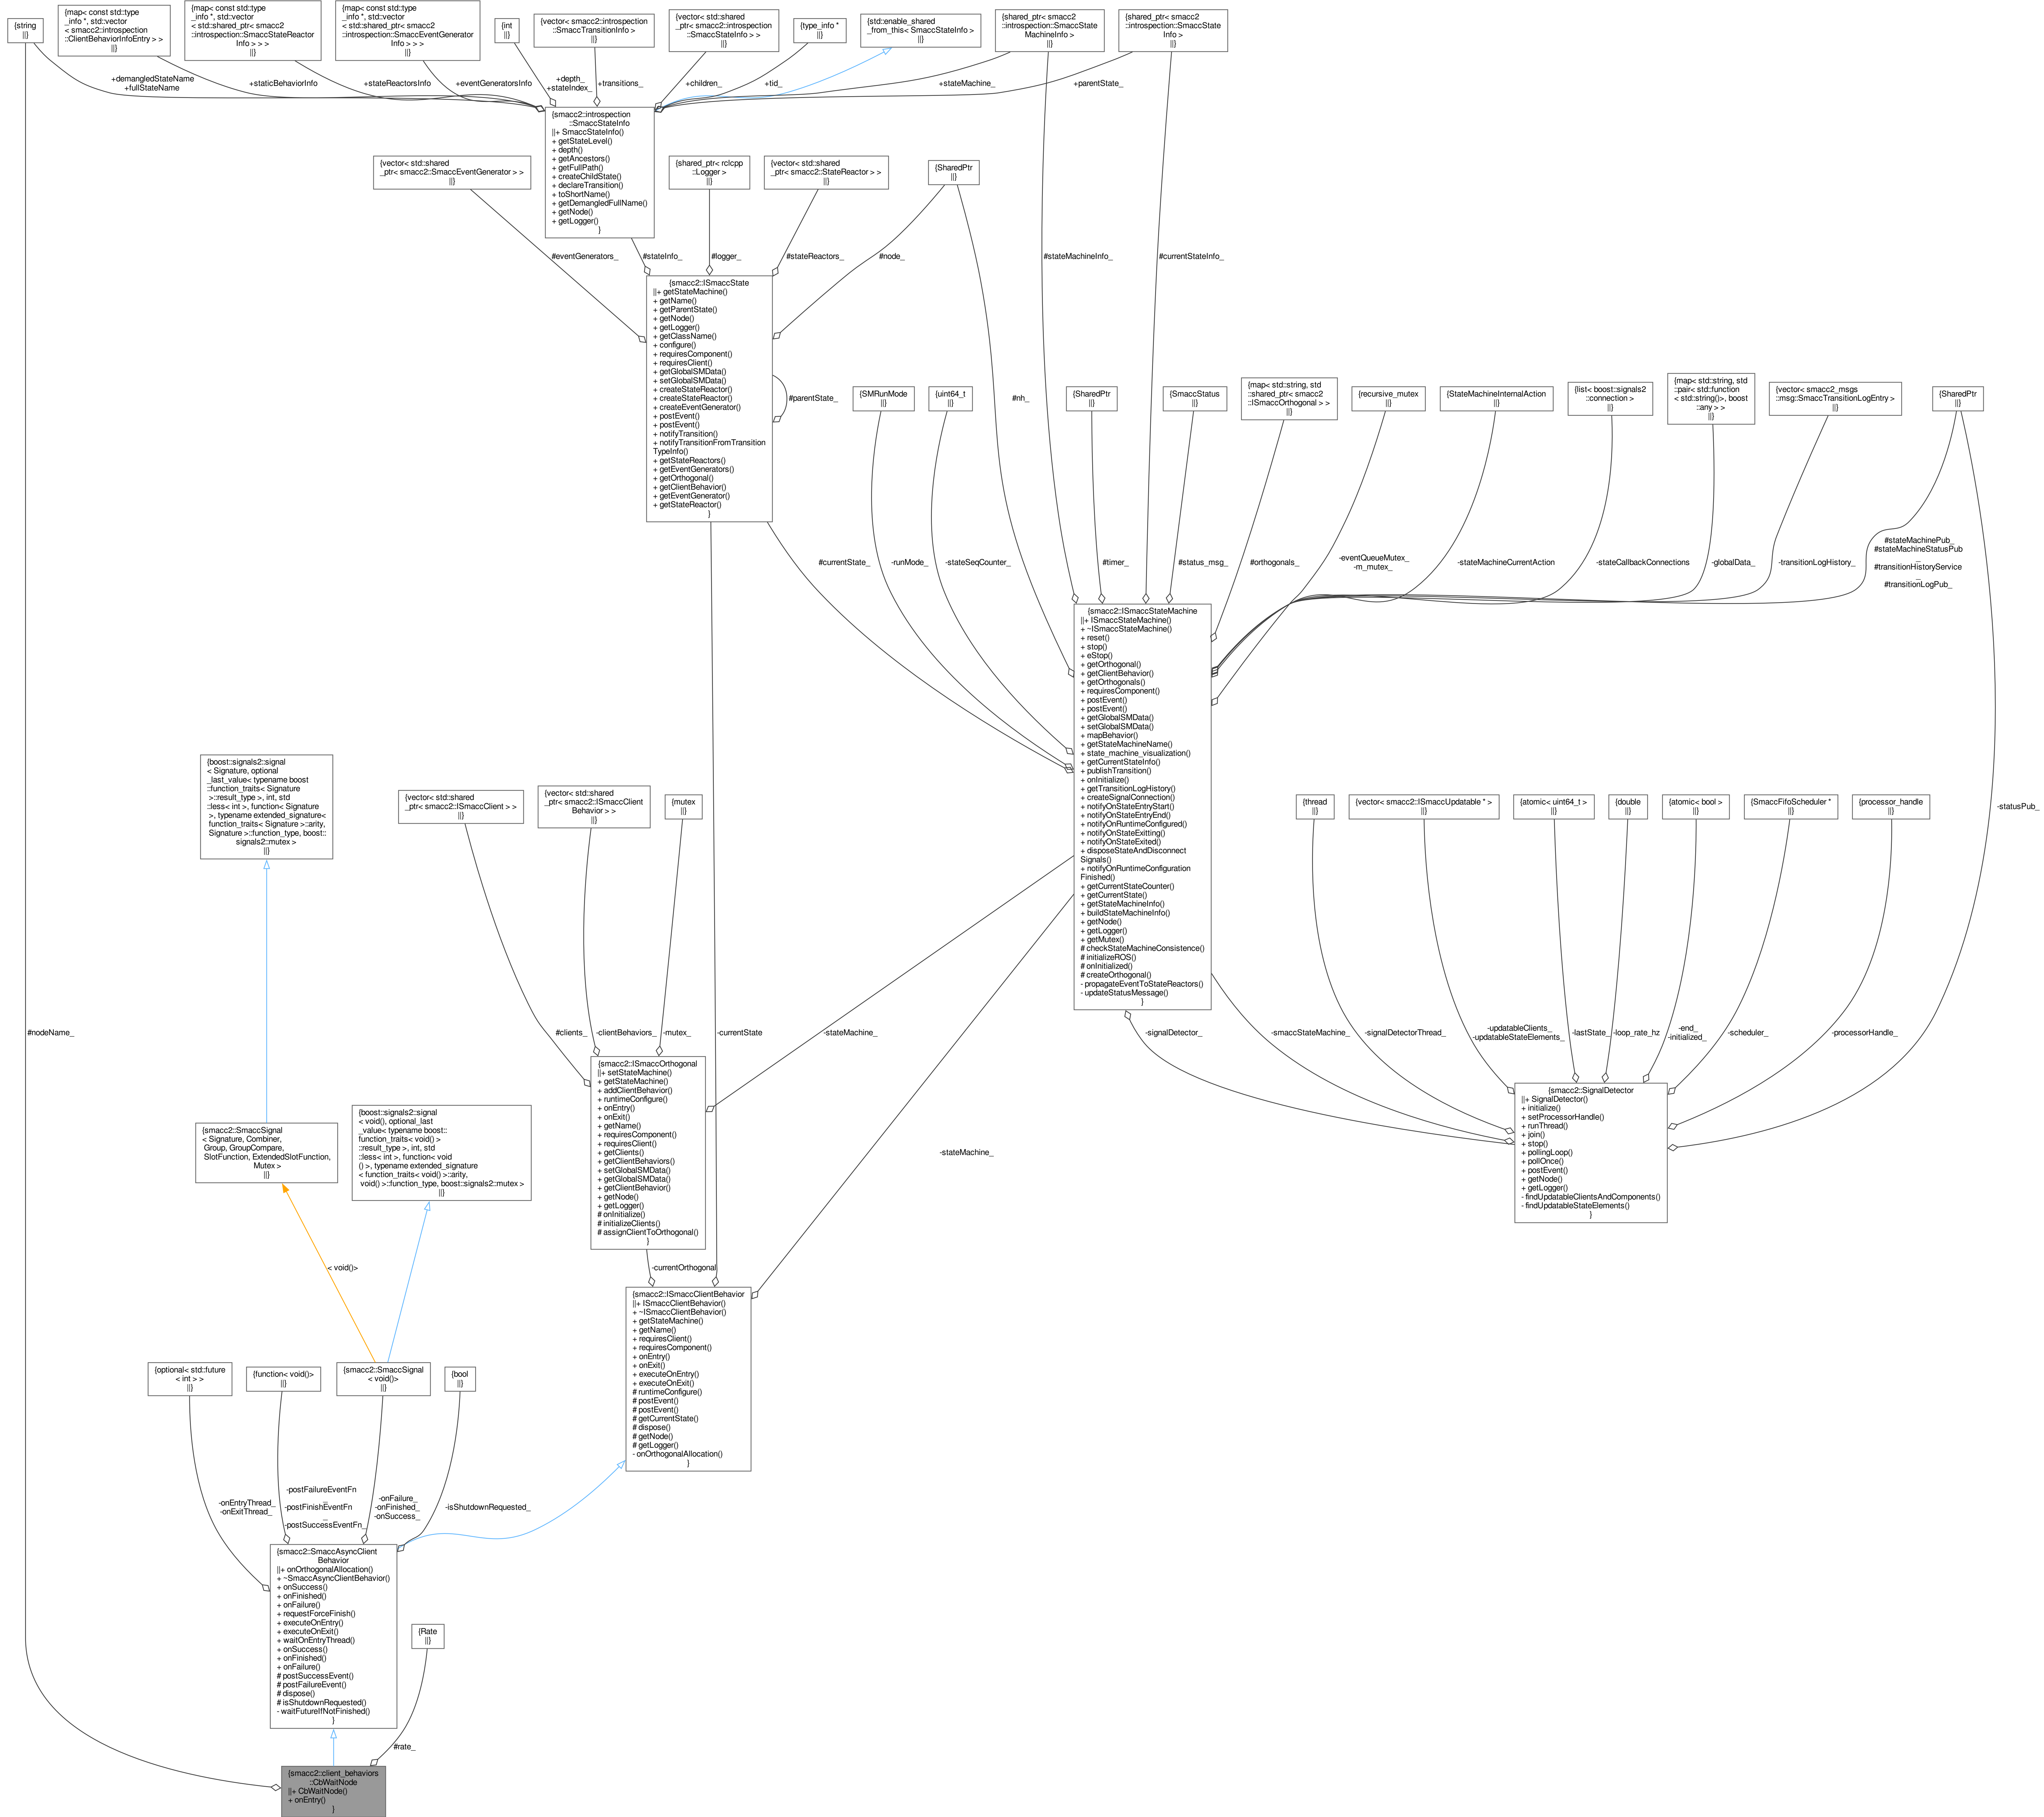 {string
||}
{map< const std::type
_info *, std::vector
< smacc2::introspection
::ClientBehaviorInfoEntry > >
||}
{map< const std::type
_info *, std::vector
< std::shared_ptr< smacc2
::introspection::SmaccStateReactor
Info > > >
||}
{map< const std::type
_info *, std::vector
< std::shared_ptr< smacc2
::introspection::SmaccEventGenerator
Info > > >
||}
{int
||}
{vector< smacc2::introspection
::SmaccTransitionInfo >
||}
{vector< std::shared
_ptr< smacc2::introspection
::SmaccStateInfo > >
||}
{type_info *
||}
{std::enable_shared
_from_this< SmaccStateInfo >
||}
{shared_ptr< smacc2
::introspection::SmaccState
MachineInfo >
||}
{shared_ptr< smacc2
::introspection::SmaccState
Info >
||}
+demangledStateName
+fullStateName
+staticBehaviorInfo
+stateReactorsInfo
+eventGeneratorsInfo
+depth_
+stateIndex_
+transitions_
+children_
+tid_
+stateMachine_
+parentState_
{smacc2::introspection
::SmaccStateInfo
||+ SmaccStateInfo()
+ getStateLevel()
+ depth()
+ getAncestors()
+ getFullPath()
+ createChildState()
+ declareTransition()
+ toShortName()
+ getDemangledFullName()
+ getNode()
+ getLogger()
}
{vector< std::shared
_ptr< smacc2::SmaccEventGenerator > >
||}
{shared_ptr< rclcpp
::Logger >
||}
{vector< std::shared
_ptr< smacc2::StateReactor > >
||}
{SharedPtr
||}
#eventGenerators_
#stateInfo_
#logger_
#stateReactors_
#node_
#stateMachineInfo_
#currentStateInfo_
{smacc2::ISmaccState
||+ getStateMachine()
+ getName()
+ getParentState()
+ getNode()
+ getLogger()
+ getClassName()
+ configure()
+ requiresComponent()
+ requiresClient()
+ getGlobalSMData()
+ setGlobalSMData()
+ createStateReactor()
+ createStateReactor()
+ createEventGenerator()
+ postEvent()
+ postEvent()
+ notifyTransition()
+ notifyTransitionFromTransition
TypeInfo()
+ getStateReactors()
+ getEventGenerators()
+ getOrthogonal()
+ getClientBehavior()
+ getEventGenerator()
+ getStateReactor()
}
#parentState_
#nh_
{SMRunMode
||}
{uint64_t
||}
{SharedPtr
||}
{SmaccStatus
||}
{map< std::string, std
::shared_ptr< smacc2
::ISmaccOrthogonal > >
||}
{recursive_mutex
||}
{StateMachineInternalAction
||}
{list< boost::signals2
::connection >
||}
{map< std::string, std
::pair< std::function
< std::string()>, boost
::any > >
||}
{vector< smacc2_msgs
::msg::SmaccTransitionLogEntry >
||}
{SharedPtr
||}
#currentState_
-runMode_
-stateSeqCounter_
#timer_
#status_msg_
#orthogonals_
-eventQueueMutex_
-m_mutex_
-stateMachineCurrentAction
-stateCallbackConnections
-globalData_
-transitionLogHistory_
#stateMachinePub_
#stateMachineStatusPub
_
#transitionHistoryService
_
#transitionLogPub_
{smacc2::ISmaccStateMachine
||+ ISmaccStateMachine()
+ ~ISmaccStateMachine()
+ reset()
+ stop()
+ eStop()
+ getOrthogonal()
+ getClientBehavior()
+ getOrthogonals()
+ requiresComponent()
+ postEvent()
+ postEvent()
+ getGlobalSMData()
+ setGlobalSMData()
+ mapBehavior()
+ getStateMachineName()
+ state_machine_visualization()
+ getCurrentStateInfo()
+ publishTransition()
+ onInitialize()
+ getTransitionLogHistory()
+ createSignalConnection()
+ notifyOnStateEntryStart()
+ notifyOnStateEntryEnd()
+ notifyOnRuntimeConfigured()
+ notifyOnStateExitting()
+ notifyOnStateExited()
+ disposeStateAndDisconnect
Signals()
+ notifyOnRuntimeConfiguration
Finished()
+ getCurrentStateCounter()
+ getCurrentState()
+ getStateMachineInfo()
+ buildStateMachineInfo()
+ getNode()
+ getLogger()
+ getMutex()
# checkStateMachineConsistence()
# initializeROS()
# onInitialized()
# createOrthogonal()
- propagateEventToStateReactors()
- updateStatusMessage()
}
{boost::signals2::signal
< Signature, optional
_last_value< typename boost
::function_traits< Signature
>::result_type >, int, std
::less< int >, function< Signature
>, typename extended_signature<
function_traits< Signature >::arity,
Signature >::function_type, boost::
signals2::mutex >
||}
{vector< std::shared
_ptr< smacc2::ISmaccClient > >
||}
{vector< std::shared
_ptr< smacc2::ISmaccClient
Behavior > >
||}
{mutex
||}
{thread
||}
{vector< smacc2::ISmaccUpdatable * >
||}
{atomic< uint64_t >
||}
{double
||}
{atomic< bool >
||}
{SmaccFifoScheduler *
||}
{processor_handle
||}
-statusPub_
#nodeName_
#clients_
-clientBehaviors_
-mutex_
-currentState
-stateMachine_
-signalDetector_
-smaccStateMachine_
-signalDetectorThread_
-updatableClients_
-updatableStateElements_
-lastState_
-loop_rate_hz
-end_
-initialized_
-scheduler_
-processorHandle_
{smacc2::ISmaccOrthogonal
||+ setStateMachine()
+ getStateMachine()
+ addClientBehavior()
+ runtimeConfigure()
+ onEntry()
+ onExit()
+ getName()
+ requiresComponent()
+ requiresClient()
+ getClients()
+ getClientBehaviors()
+ setGlobalSMData()
+ getGlobalSMData()
+ getClientBehavior()
+ getNode()
+ getLogger()
# onInitialize()
# initializeClients()
# assignClientToOrthogonal()
}
{smacc2::SignalDetector
||+ SignalDetector()
+ initialize()
+ setProcessorHandle()
+ runThread()
+ join()
+ stop()
+ pollingLoop()
+ pollOnce()
+ postEvent()
+ getNode()
+ getLogger()
- findUpdatableClientsAndComponents()
- findUpdatableStateElements()
}
{smacc2::SmaccSignal
< Signature, Combiner,
Group, GroupCompare,
SlotFunction, ExtendedSlotFunction,
Mutex >
||}
{boost::signals2::signal
< void(), optional_last
_value< typename boost::
function_traits< void() >
::result_type >, int, std
::less< int >, function< void
() >, typename extended_signature
< function_traits< void() >::arity,
void() >::function_type, boost::signals2::mutex >
||}
-stateMachine_
< void()>
-currentOrthogonal
{smacc2::ISmaccClientBehavior
||+ ISmaccClientBehavior()
+ ~ISmaccClientBehavior()
+ getStateMachine()
+ getName()
+ requiresClient()
+ requiresComponent()
+ onEntry()
+ onExit()
+ executeOnEntry()
+ executeOnExit()
# runtimeConfigure()
# postEvent()
# postEvent()
# getCurrentState()
# dispose()
# getNode()
# getLogger()
- onOrthogonalAllocation()
}
{optional< std::future
< int > >
||}
{function< void()>
||}
{smacc2::SmaccSignal
< void()>
||}
{bool
||}
-onEntryThread_
-onExitThread_
-postFailureEventFn
_
-postFinishEventFn
_
-postSuccessEventFn_
-onFailure_
-onFinished_
-onSuccess_
-isShutdownRequested_
{smacc2::SmaccAsyncClient
Behavior
||+ onOrthogonalAllocation()
+ ~SmaccAsyncClientBehavior()
+ onSuccess()
+ onFinished()
+ onFailure()
+ requestForceFinish()
+ executeOnEntry()
+ executeOnExit()
+ waitOnEntryThread()
+ onSuccess()
+ onFinished()
+ onFailure()
# postSuccessEvent()
# postFailureEvent()
# dispose()
# isShutdownRequested()
- waitFutureIfNotFinished()
}
{Rate
||}
#rate_
{smacc2::client_behaviors
::CbWaitNode
||+ CbWaitNode()
+ onEntry()
}